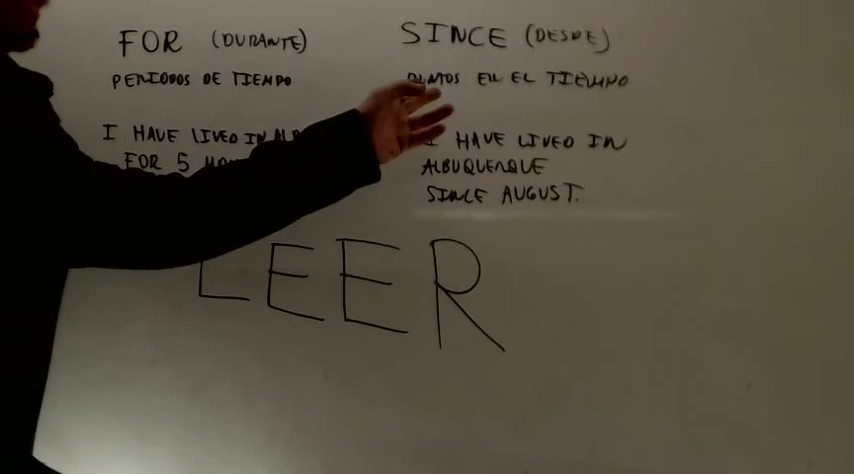 FOR (DURANTE)
PERIODOS DE TIEMPO
I HAVE LIVED IN
FOR 5
SINCE (DESDE)
EN EL TIEMPO
I HAVE LIVED IN
ALBUQUERQUE
SINCE AUGUST.
LEER